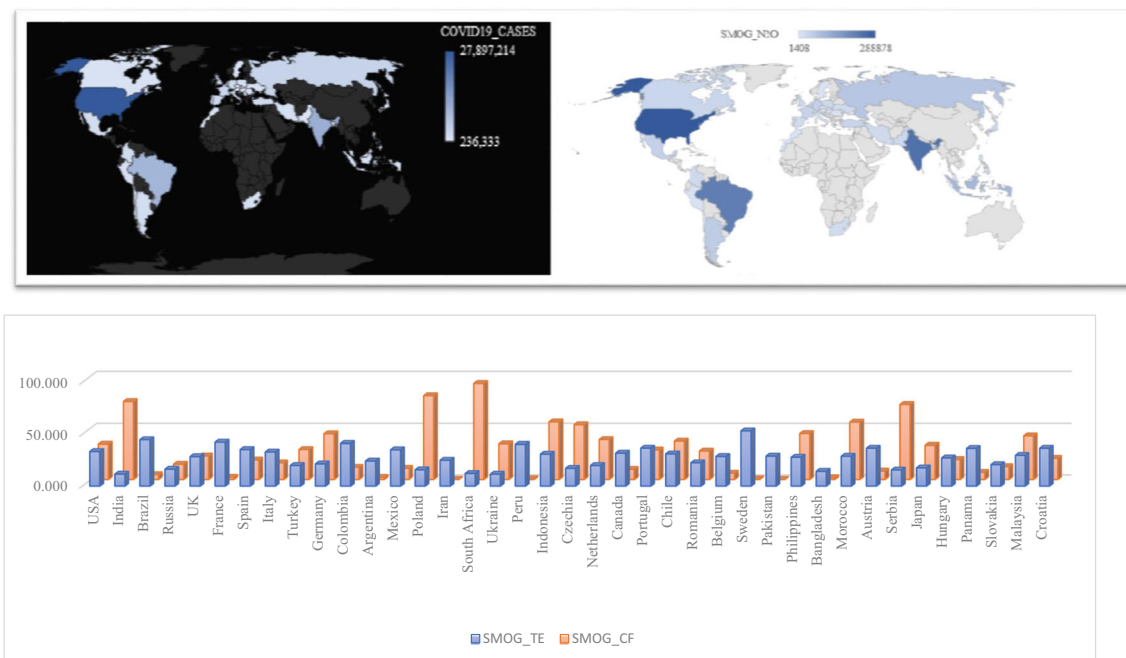 COVID19_CASES
27,897,214
236,333
SMOG_N2O
1408
288878
100.000
50.000
0.000
USA
India
Brazil
Russia
UK
France
Spain
Italy
Turkey
Germany
Colombia
Argentina
Mexico
Poland
Iran
South Africa
Ukraine
Peru
Indonesia
Czechia
Netherlands
Canada
Portugal
Chile
Romania
Belgium
Sweden
Pakistan
Philippines
Bangladesh
Morocco
Austria
Serbia
Japan
Hungary
Panama
Slovakia
Malaysia
Croatia
SMOG_TE
SMOG_CF